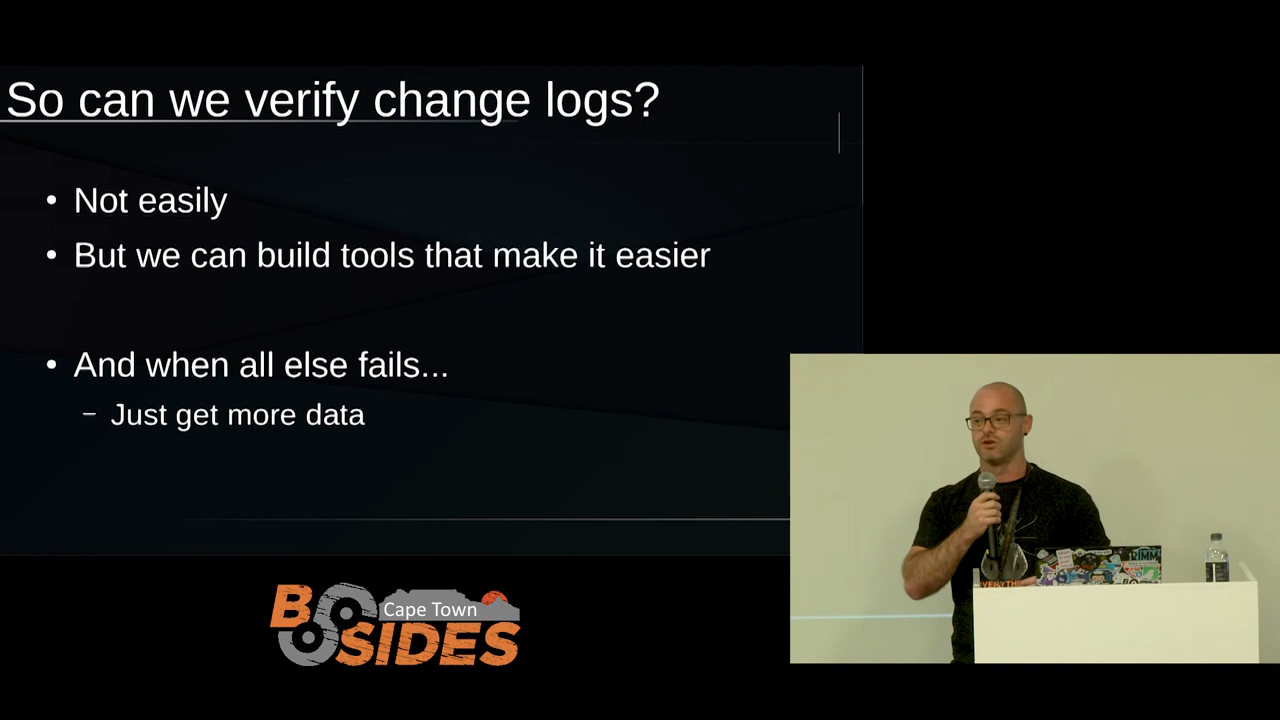 So can we verify change logs?
• Not easily
• But we can build tools that make it easier
• And when all else fails...
– Just get more data
BSIDES
Cape Town
RIMM